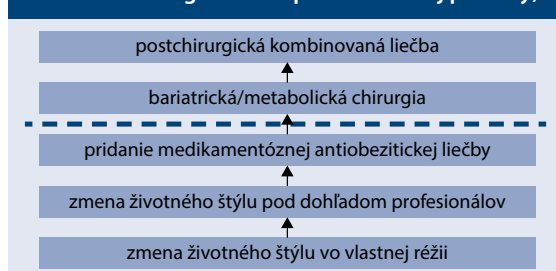 postchirurgická kombinovaná liečba
bariatrická/metabolická chirurgia
pridanie medikamentóznej antiobezitickej liečby
zmena životného štýlu pod dohľadom profesionálov
zmena životného štýlu vo vlastnej réžii